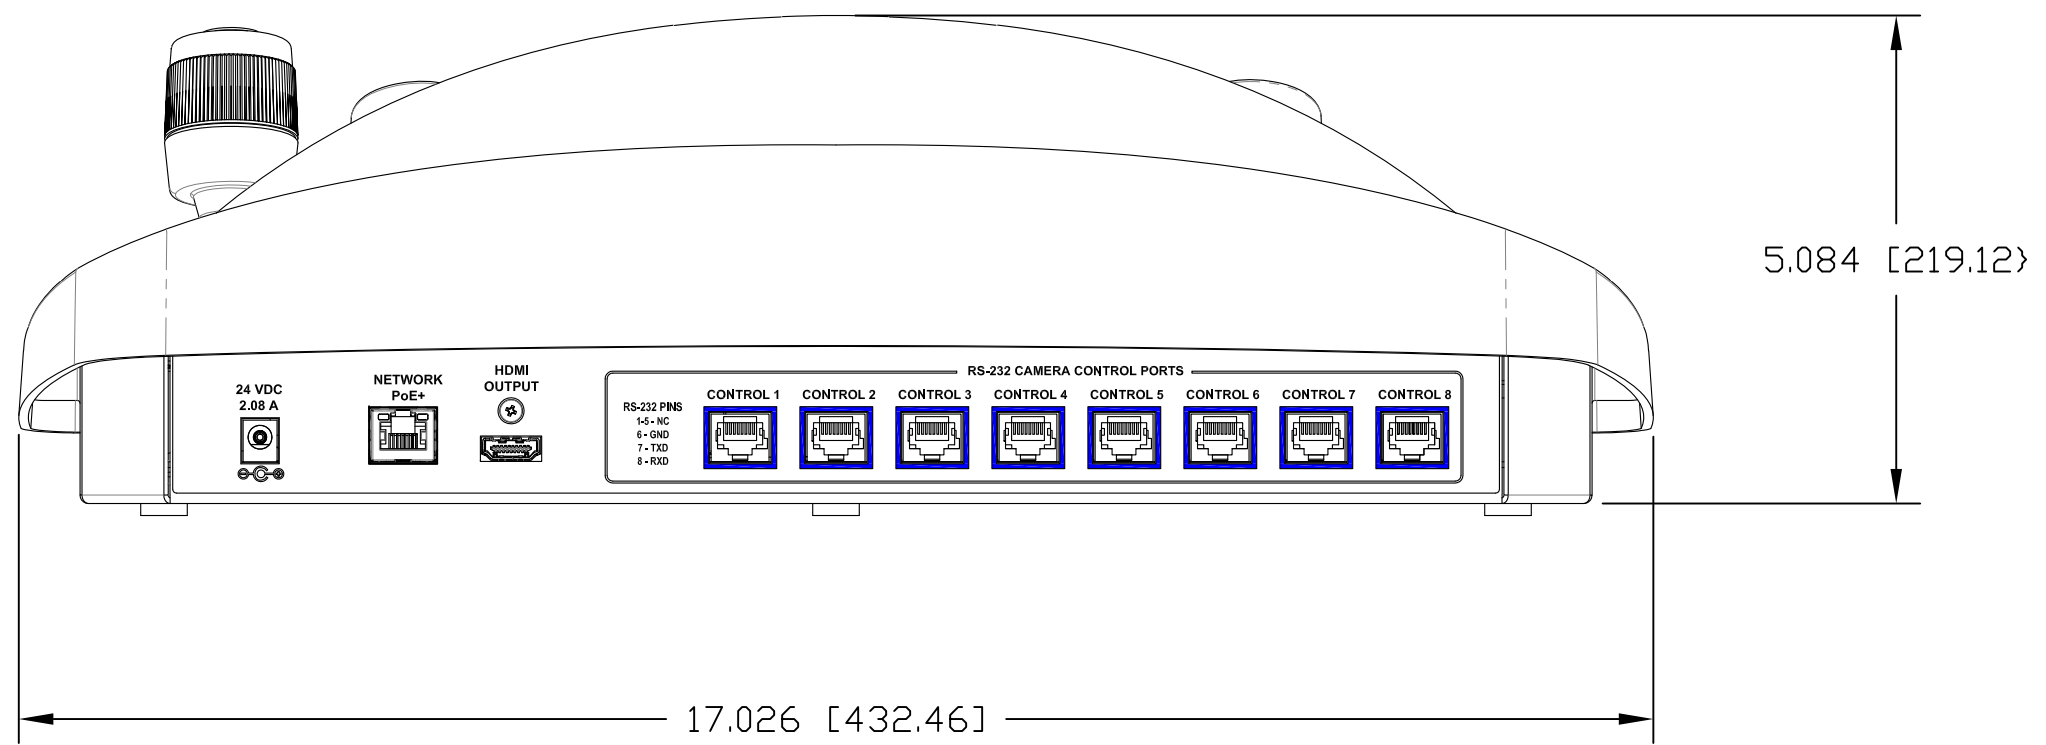 5.084 [219.12}
HDMI
OUTPUT
24 VDC
2.08 A
NETWORK
PoE+
RS-232 CAMERA CONTROL PORTS
RS-232 PINS
1-5 - NC
6 - GND
7 - TXD
8 - RXD
CONTROL 1 CONTROL 2 CONTROL 3 CONTROL 4 CONTROL 5 CONTROL 6 CONTROL 7 CONTROL 8
17.026 [432.46]